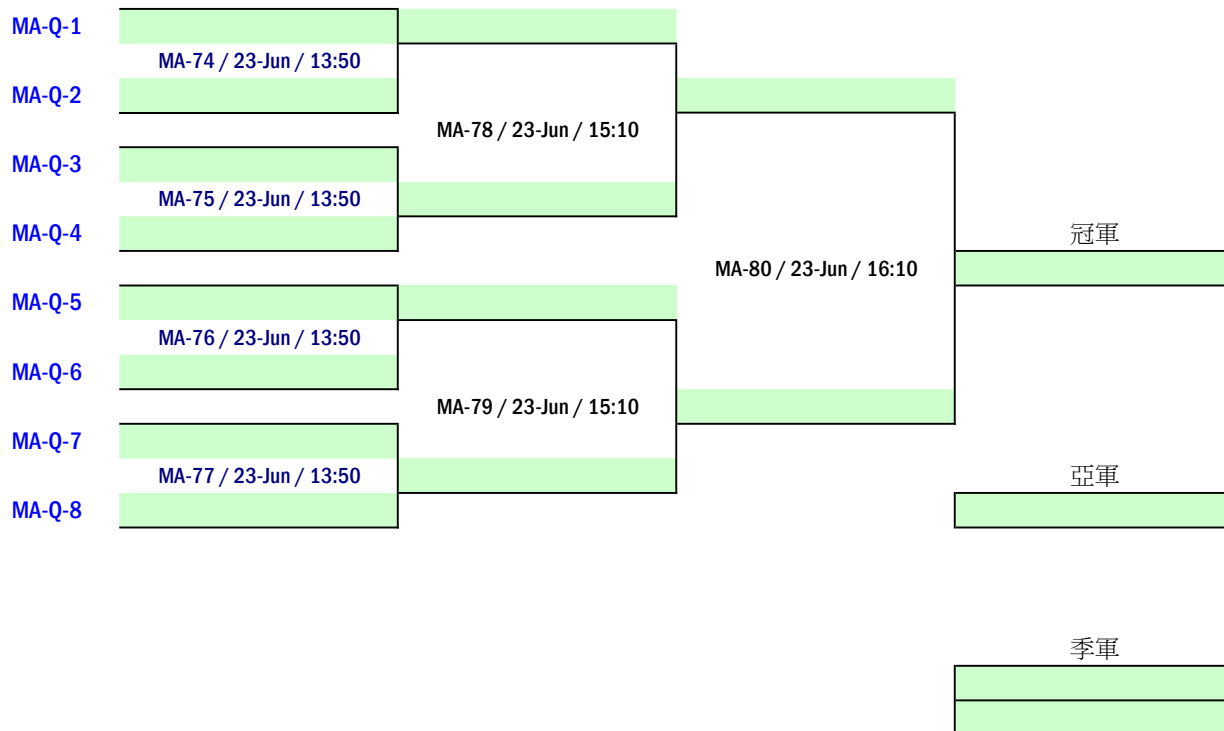 MA-Q-1
MA-74 / 23-Jun / 13:50
MA-Q-2
MA-78 / 23-Jun / 15:10
MA-Q-3
MA-75 / 23-Jun / 13:50
MA-Q-4
冠軍
MA-80 / 23-Jun / 16:10
MA-Q-5
MA-76 / 23-Jun / 13:50
MA-Q-6
MA-79 / 23-Jun / 15:10
MA-Q-7
MA-77 / 23-Jun / 13:50
亞軍
MA-Q-8
季軍